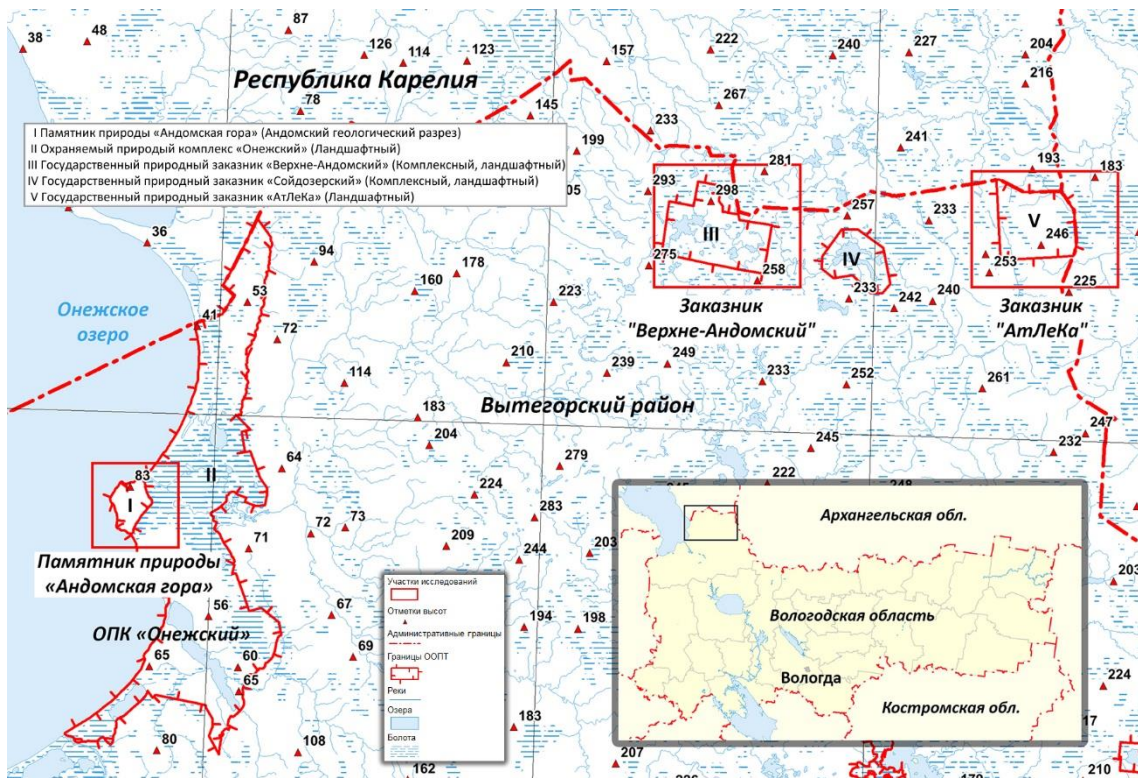 38
48
87
126
114
123
157
222
240
227
204
216
Республика Карелия
78
145
267
233
199
241
193
183
I Памятник природы «Андомская гора» (Андомский геологический разрез)
II Охраняемый природый комплекс «Онежский» (Ландшафтный)
III Государственный природный заказник «Верхне-Андомский» (Комплексный, ландшафтный)
IV Государственный природный заказник «Сойдозерский» (Комплексный, ландшафтный)
V Государственный природный заказник «АтЛеКа» (Ландшафтный)
281
293
298
05
257
233
36
94
III
IV
V
246
275
258
253
178
160
223
233
242
240
225
53
41
72
Онежское
озеро
Заказник
"Верхне-Андомский"
Заказник
"АтЛеКа"
210
239
249
233
252
261
114
183
Вытегорский район
204
245
247
232
64
279
222
83
I
II
224
283
72
73
71
209
244
203
203
Памятник природы
«Андомская гора»
56
ОПК «Онежский»
67
194
198
65
60
65
69
80
108
162
183
207
224
17
210
Участки исследований
Отметки высот
Административные границы
Границы ООПТ
Реки
Озера
Болота
Архангельская обл.
Вологодская область
Вологда
Костромская обл.